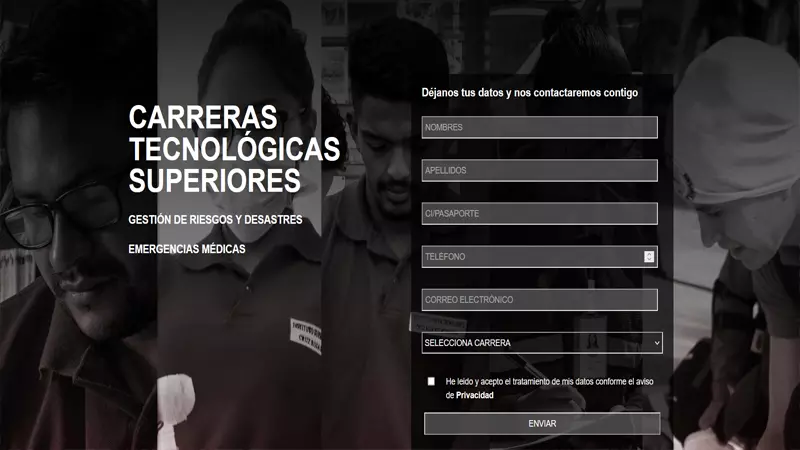 CARRERAS
TECNOLÓGICAS
SUPERIORES
GESTIÓN DE RIESGOS Y DESASTRES
EMERGENCIAS MÉDICAS
Déjanos tus datos y nos contactaremos contigo
NOMBRES
APELLIDOS
CI/PASAPORTE
TELÉFONO
CORREO ELECTRÓNICO
SELECCIONA CARRERA
He leido y acepto el tratamiento de mis datos conforme el aviso
de Privacidad
ENVIAR